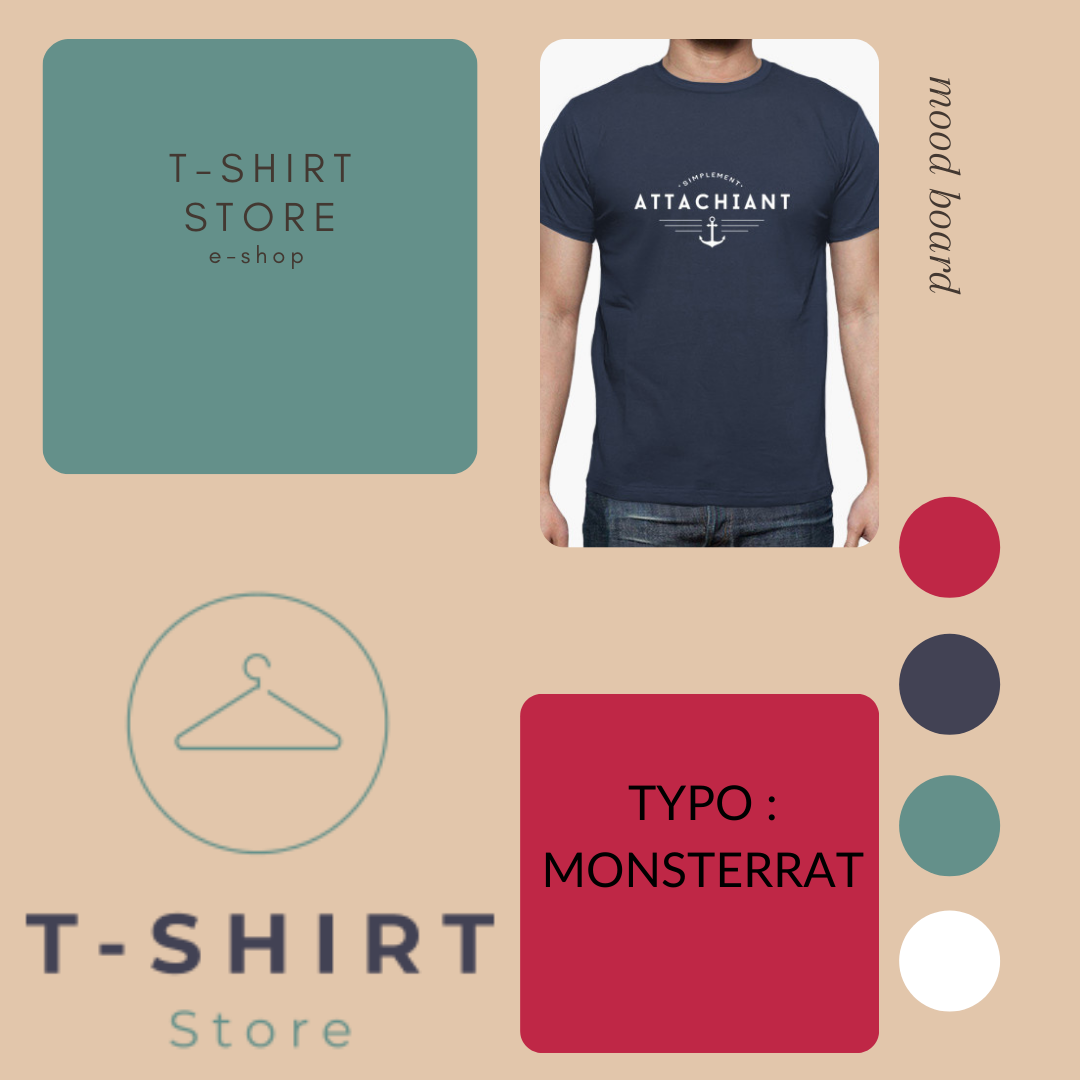 T-SHIRT
STORE
e-shop
•SIMPLEMENT•
ATTACHIANT
mood board
T-SHIRT
Store
TYPO :
MONSTERRAT